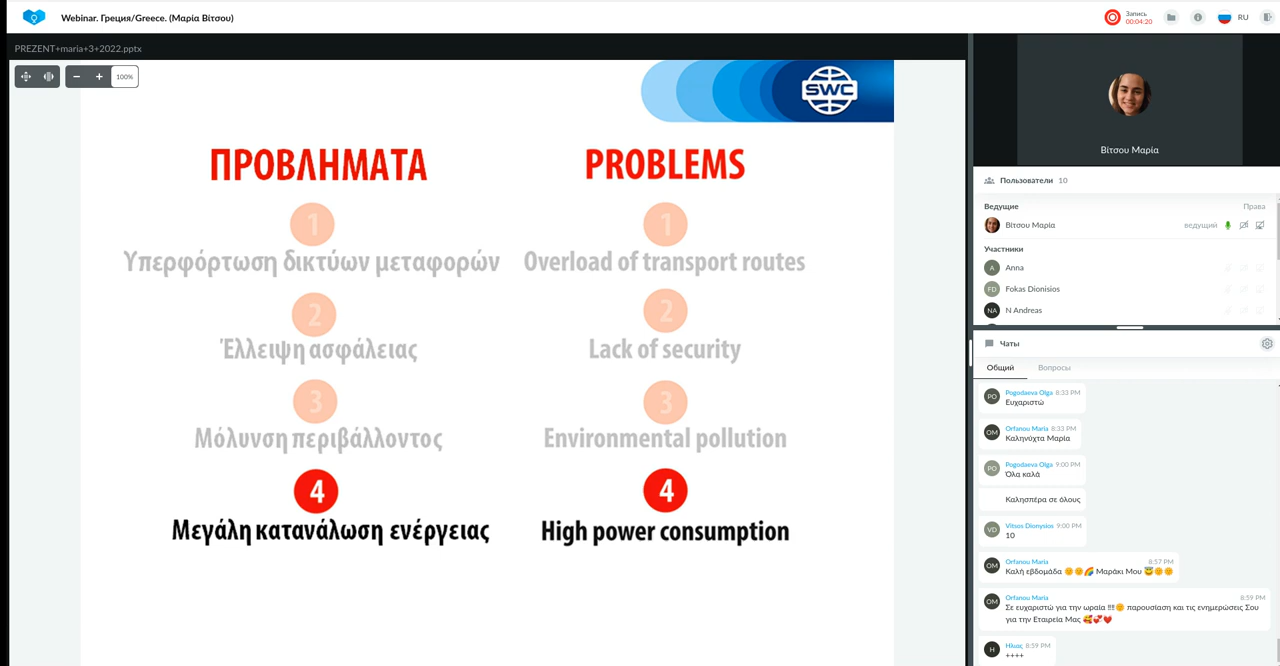 Webinar. Греция/Greece. (Μαρία Βίτσου)
Запись
00:04:20
RU
PREZENT+maria+3+2022.pptx
100%
SWC
ΠΡΟΒΛΗΜΑΤΑ
PROBLEMS
1
1
Υπερφόρτωση δικτύων μεταφορών
Overload of transport routes
2
2
Έλλειψη ασφάλειας
Lack of security
3
3
Μόλυνση περιβάλλοντος
Environmental pollution
4
4
Μεγάλη κατανάλωση ενέργειας
High power consumption
Βίτσου Μαρία
Пользователи 10
Ведущие Права
Βίτσου Μαρία ведущий
Участники
A Anna
FD Fokas Dionisios
NA N Andreas
Чаты
Общий Вопросы
PO Pogodaeva Olga 8:33 PM
Ευχαριστώ
OM Orfanou Maria 8:33 PM
Καληνύχτα Μαρία
PO Pogodaeva Olga 9:00 PM
Όλα καλά
Καλησπέρα σε όλους
VD Vitsos Dionysios 9:00 PM
10
OM Orfanou Maria 8:57 PM
Καλή εβδομάδα 🌞🌞🌈 Μαράκι Μου 😇🌞🌞
OM Orfanou Maria 8:59 PM
Σε ευχαριστώ για την ωραία !!!!🌞 παρουσίαση και τις ενημερώσεις Σου
για την Εταιρεία Μας 🥰💕❤️
Η Ηλιας 8:59 PM
++++